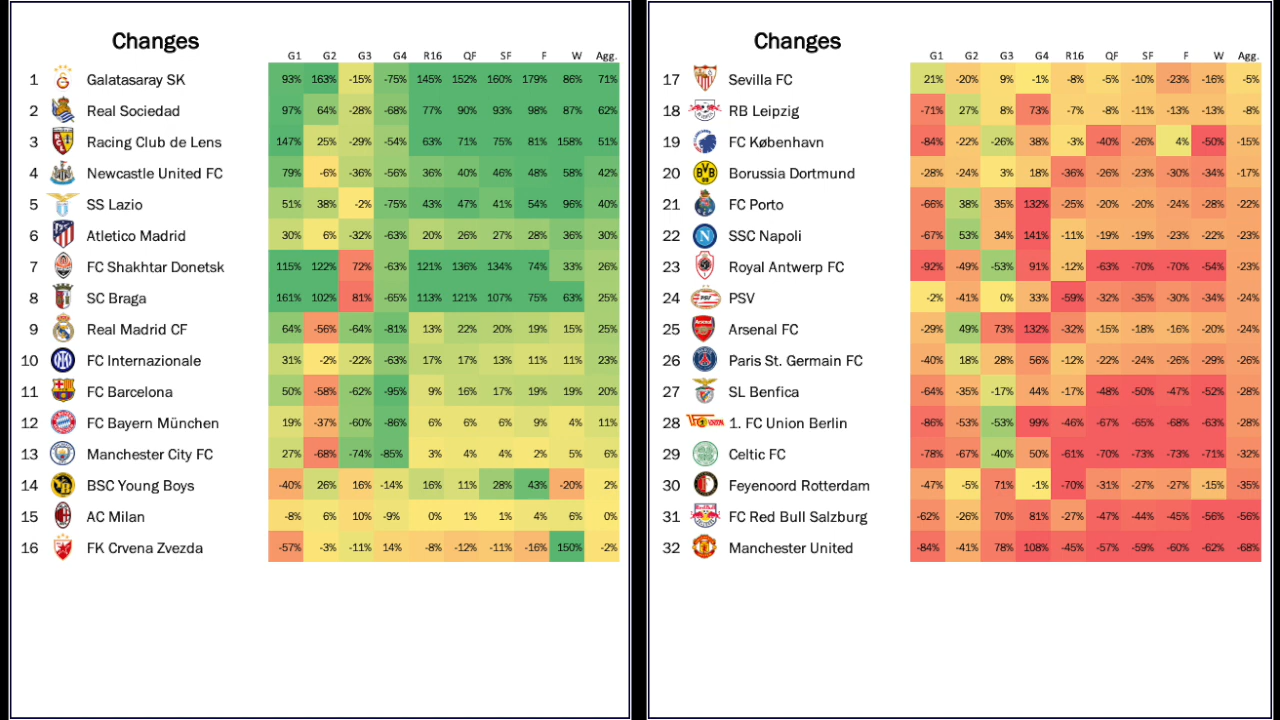 Changes
G1 G2 G3 G4 R16 QF SF F W Agg.
1 Galatasaray SK 93% 163% -15% -75% 145% 152% 160% 179% 86% 71%
2 Real Sociedad 97% 64% -28% -68% 77% 90% 93% 98% 87% 62%
3 Racing Club de Lens 147% 25% -29% -54% 63% 71% 75% 81% 158% 51%
4 Newcastle United FC 79% -6% -36% -56% 36% 40% 46% 48% 58% 42%
5 SS Lazio 51% 38% -2% -75% 43% 47% 41% 54% 96% 40%
6 Atletico Madrid 30% 6% -32% -63% 20% 26% 27% 28% 36% 30%
7 FC Shakhtar Donetsk 115% 122% 72% -63% 121% 136% 134% 74% 33% 26%
8 SC Braga 161% 102% 81% -65% 113% 121% 107% 75% 63% 25%
9 Real Madrid CF 64% -56% -64% -81% 13% 22% 20% 19% 15% 25%
10 FC Internazionale 31% -2% -22% -63% 17% 17% 13% 11% 11% 23%
11 FC Barcelona 50% -58% -62% -95% 9% 16% 17% 19% 19% 20%
12 FC Bayern München 19% -37% -60% -86% 6% 6% 6% 9% 4% 11%
13 Manchester City FC 27% -68% -74% -85% 3% 4% 4% 2% 5% 6%
14 BSC Young Boys -40% 26% 16% -14% 16% 11% 28% 43% -20% 2%
15 AC Milan -8% 6% 10% -9% 0% 1% 1% 4% 6% 0%
16 FK Crvena Zvezda -57% -3% -11% 14% -8% -12% -11% -16% 150% -2%
Changes
G1 G2 G3 G4 R16 QF SF F W Agg.
17 Sevilla FC 21% -20% 9% -1% -8% -5% -10% -23% -16% -5%
18 RB Leipzig -71% 27% 8% 73% -7% -8% -11% -13% -13% -8%
19 FC København -84% -22% -26% 38% -3% -40% -26% 4% -50% -15%
20 Borussia Dortmund -28% -24% 3% 18% -36% -26% -23% -30% -34% -17%
21 FC Porto -66% 38% 35% 132% -25% -20% -20% -24% -28% -22%
22 SSC Napoli -67% 53% 34% 141% -11% -19% -19% -23% -22% -23%
23 Royal Antwerp FC -92% -49% -53% 91% -12% -63% -70% -70% -54% -23%
24 PSV -2% -41% 0% 33% -59% -32% -35% -30% -34% -24%
25 Arsenal FC -29% 49% 73% 132% -32% -15% -18% -16% -20% -24%
26 Paris St. Germain FC -40% 18% 28% 56% -12% -22% -24% -26% -29% -26%
27 SL Benfica -64% -35% -17% 44% -17% -48% -50% -47% -52% -28%
28 1. FC Union Berlin -86% -53% -53% 99% -46% -67% -65% -68% -63% -28%
29 Celtic FC -78% -67% -40% 50% -61% -70% -73% -73% -71% -32%
30 Feyenoord Rotterdam -47% -5% 71% -1% -70% -31% -27% -27% -15% -35%
31 FC Red Bull Salzburg -62% -26% 70% 81% -27% -47% -44% -45% -56% -56%
32 Manchester United -84% -41% 78% 108% -45% -57% -59% -60% -62% -68%